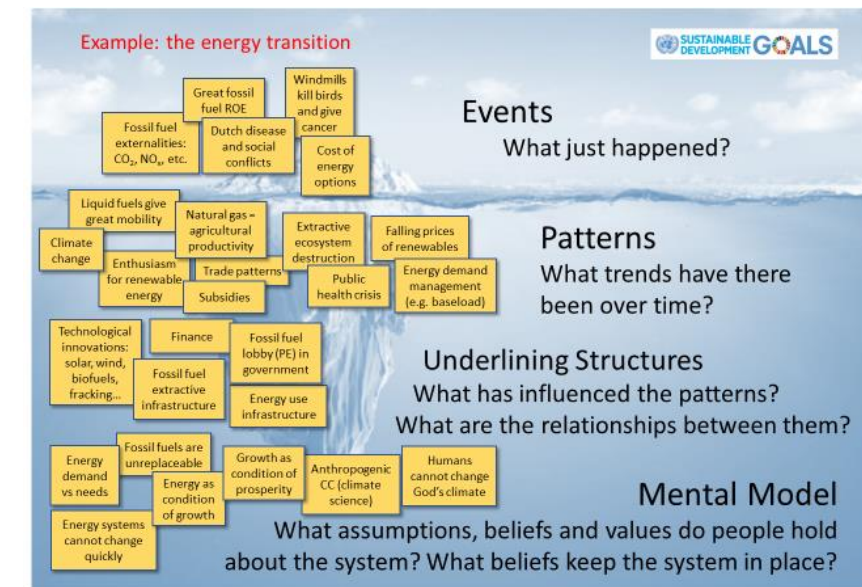 Example: the energy transition
SUSTAINABLE
DEVELOPMENT
GOALS
Windmills
kill birds
and give
cancer
Great fossil
fuel ROE
Fossil fuel
externalities:
CO₂, NOₓ, etc.
Dutch disease
and social
conflicts
Cost of
energy
options
Events
What just happened?
Liquid fuels give
great mobility
Natural gas –
agricultural
productivity
Extractive
ecosystem
destruction
Falling prices
of renewables
Climate
change
Enthusiasm
for renewable
energy
Trade patterns
Subsidies
Public
health crisis
Energy demand
management
(e.g. baseload)
Patterns
What trends have there
been over time?
Technological
innovations:
solar, wind,
biofuels,
fracking...
Finance
Fossil fuel
lobby (PE) in
government
Fossil fuel
extractive
infrastructure
Energy use
infrastructure
Underlining Structures
What has influenced the patterns?
What are the relationships between them?
Energy
demand
vs needs
Fossil fuels are
unreplaceable
Energy as
condition
of growth
Growth as
condition of
prosperity
Anthropogenic
CC (climate
science)
Humans
cannot change
God's climate
Energy systems
cannot change
quickly
Mental Model
What assumptions, beliefs and values do people hold
about the system? What beliefs keep the system in place?